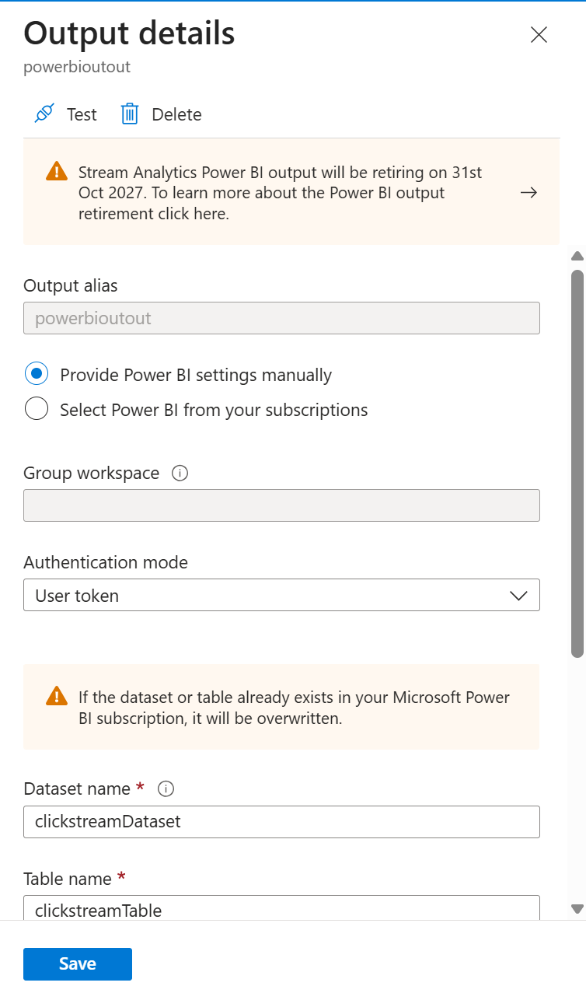 Output details
powerbioutout
Test Delete
Stream Analytics Power BI output will be retiring on 31st
Oct 2027. To learn more about the Power BI output
retirement click here.
Output alias
powerbioutout
Provide Power BI settings manually
Select Power BI from your subscriptions
Group workspace
Authentication mode
User token
If the dataset or table already exists in your Microsoft Power
BI subscription, it will be overwritten.
Dataset name *
clickstreamDataset
Table name *
clickstreamTable
Save